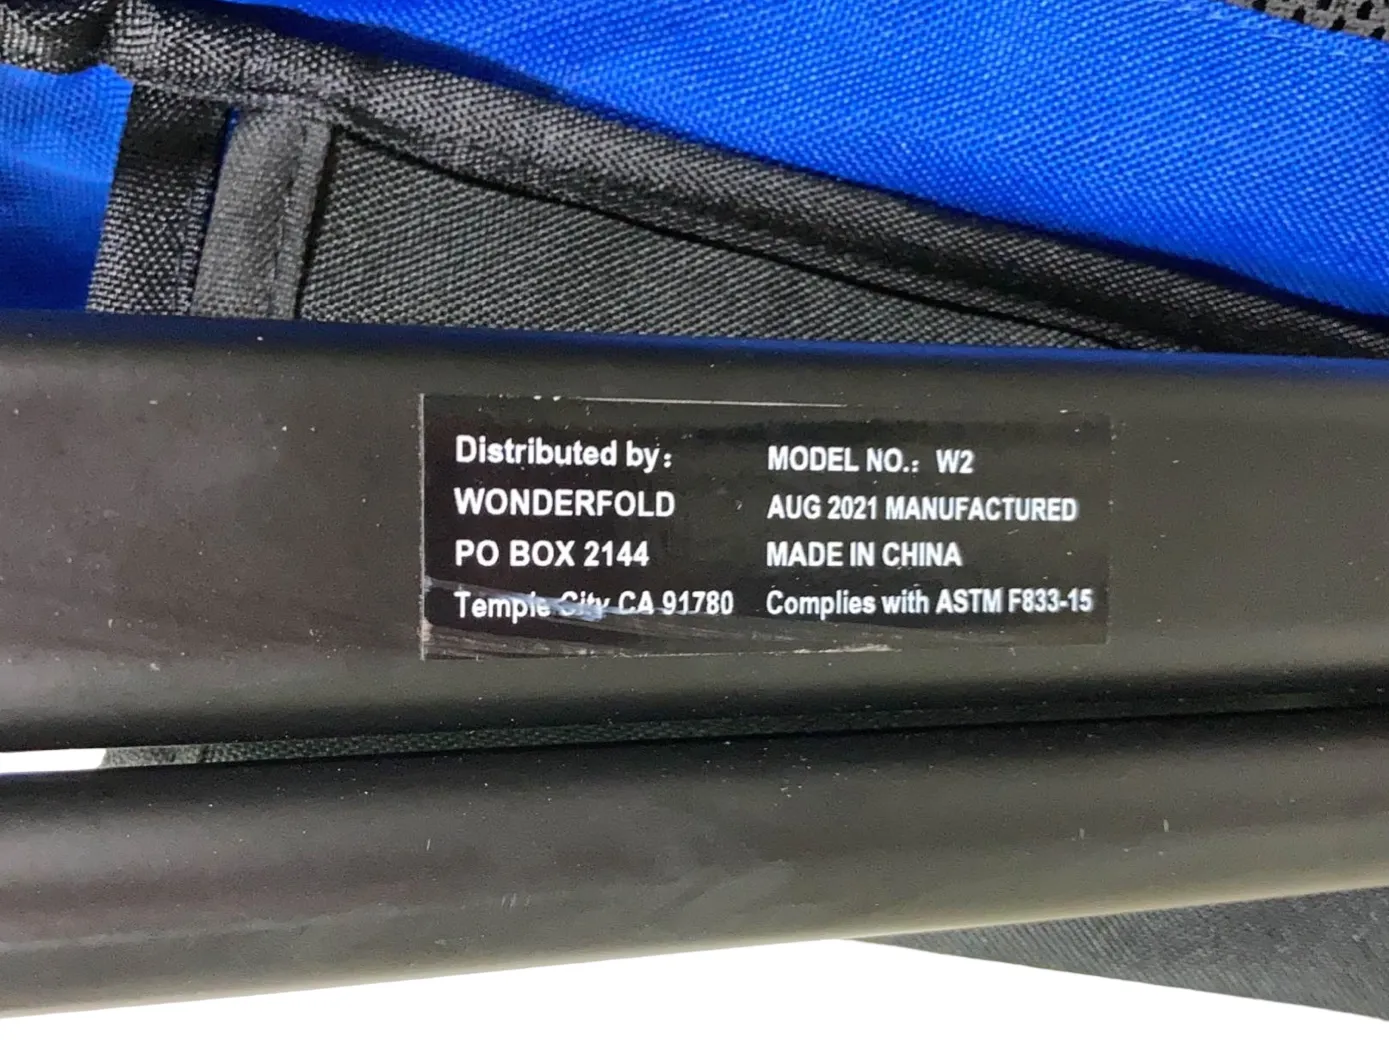 Distributed by:
WONDERFOLD
PO BOX 2144
Temple City CA 91780
MODEL NO.: W2
AUG 2021 MANUFACTURED
MADE IN CHINA
Complies with ASTM F833-15